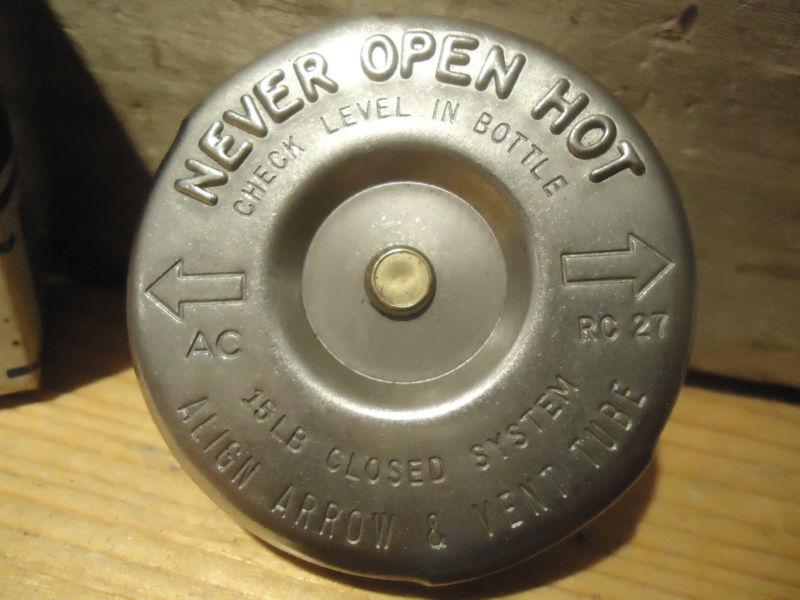 NEVER OPEN HOT
CHECK LEVEL IN BOTTLE
AC
RC 27
15 LB CLOSED SYSTEM
ALIGN ARROW & VENT TUBE